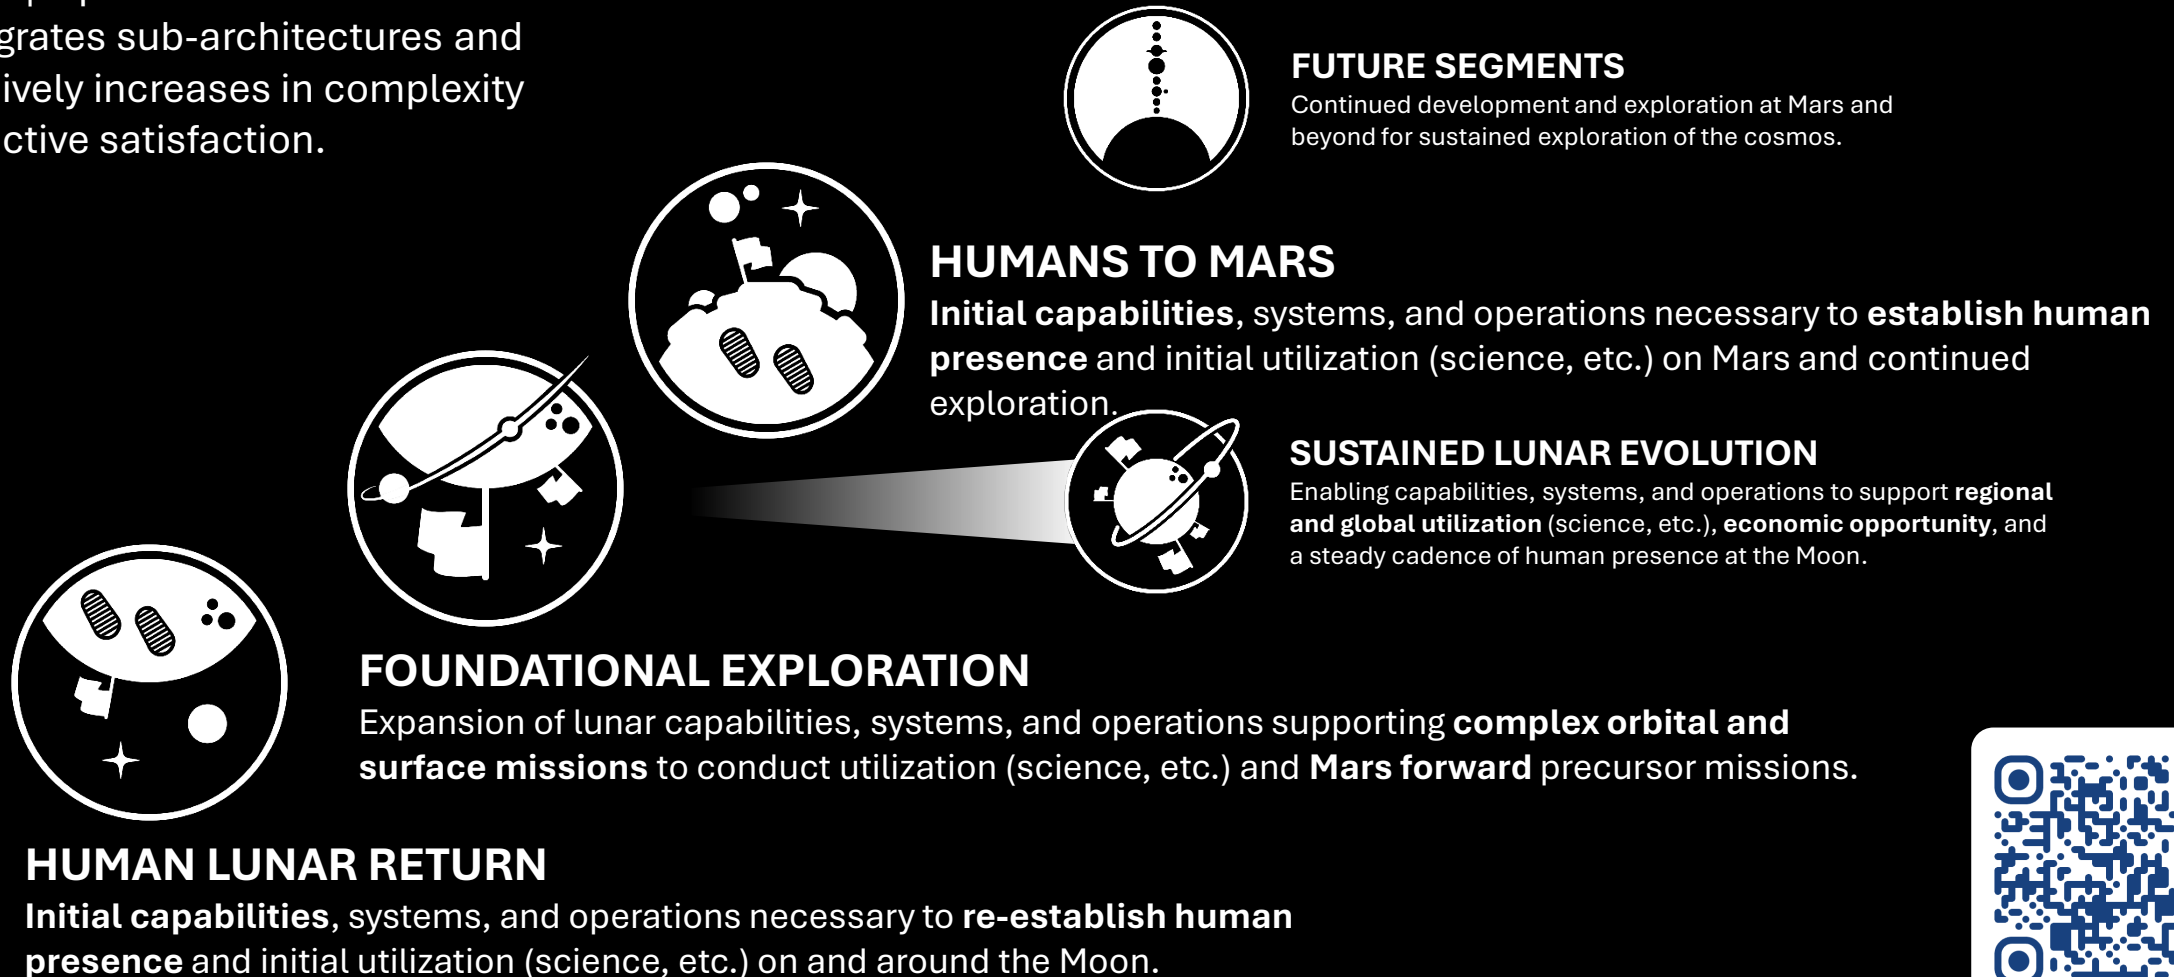 grates sub-architectures and
ively increases in complexity
ctive satisfaction.
FUTURE SEGMENTS
Continued development and exploration at Mars and
beyond for sustained exploration of the cosmos.
HUMANS TO MARS
Initial capabilities, systems, and operations necessary to establish human
presence and initial utilization (science, etc.) on Mars and continued
exploration.
SUSTAINED LUNAR EVOLUTION
Enabling capabilities, systems, and operations to support regional
and global utilization (science, etc.), economic opportunity, and
a steady cadence of human presence at the Moon.
FOUNDATIONAL EXPLORATION
Expansion of lunar capabilities, systems, and operations supporting complex orbital and
surface missions to conduct utilization (science, etc.) and Mars forward precursor missions.
HUMAN LUNAR RETURN
Initial capabilities, systems, and operations necessary to re-establish human
presence and initial utilization (science, etc.) on and around the Moon.